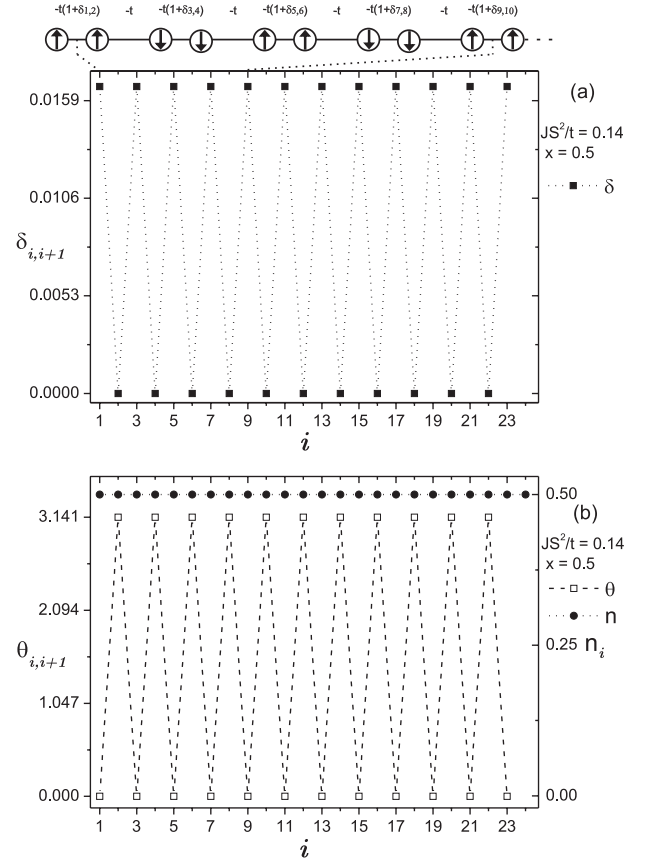 -t(1+δ1,2) -t -t(1+δ3,4) -t -t(1+δ5,6) -t -t(1+δ7,8) -t -t(1+δ9,10)
(a)
0.0159
JS²/t = 0.14
x = 0.5
δ
0.0106
δi,i+1
0.0053
0.0000
1 3 5 7 9 11 13 15 17 19 21 23
i
0.50
3.141
(b)
JS²/t = 0.14
x = 0.5
θ
2.094
n
θi,i+1
0.25 ni
1.047
0.000
0.00
1 3 5 7 9 11 13 15 17 19 21 23
i